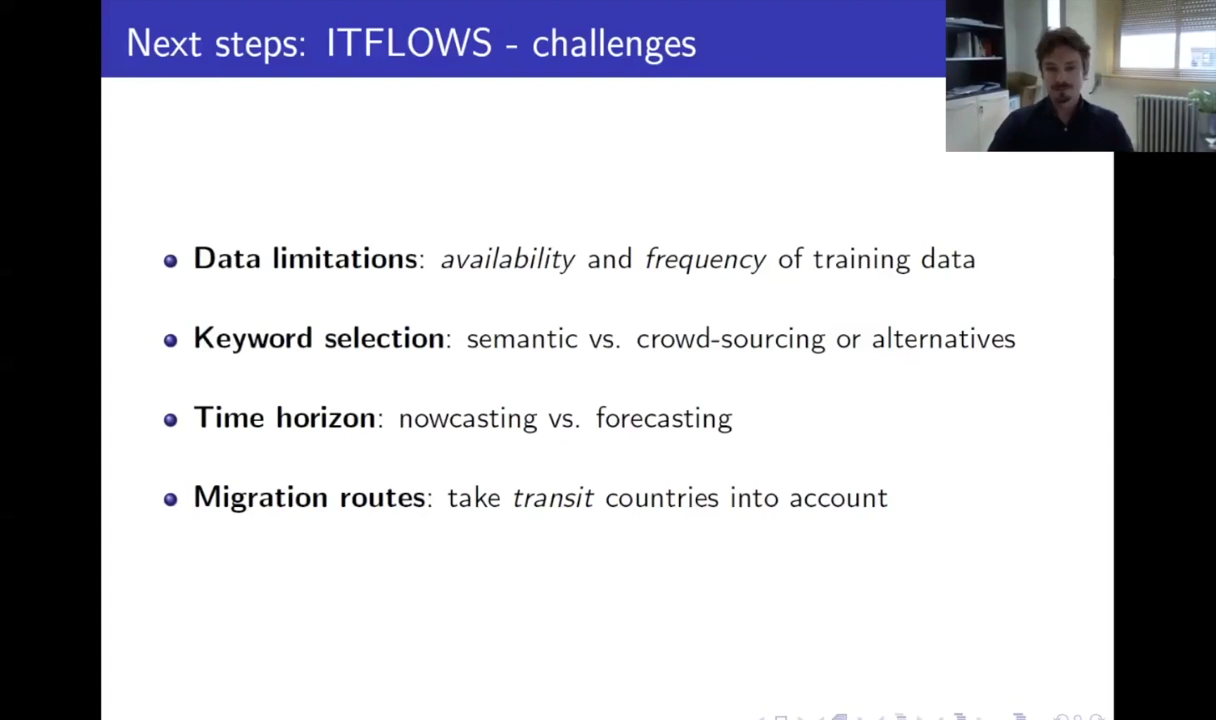 Next steps: ITFLOWS - challenges
Data limitations: availability and frequency of training data
Keyword selection: semantic vs. crowd-sourcing or alternatives
Time horizon: nowcasting vs. forecasting
Migration routes: take transit countries into account